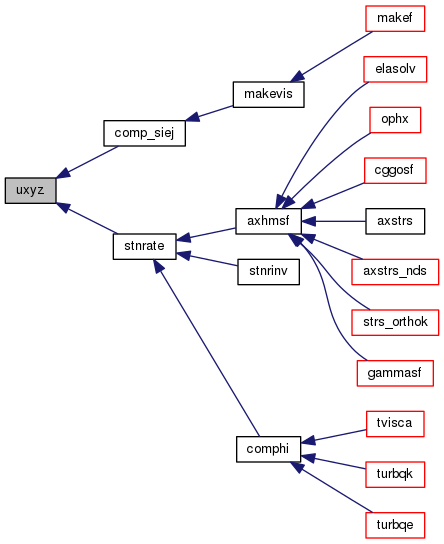 makef
elasolv
makevis
ophx
comp_siej
cggosf
uxyz
axhmsf
axstrs
stnrate
stnrinv
axstrs_nds
strs_orthok
gammasf
tvisca
comphi
turbqk
turbqe